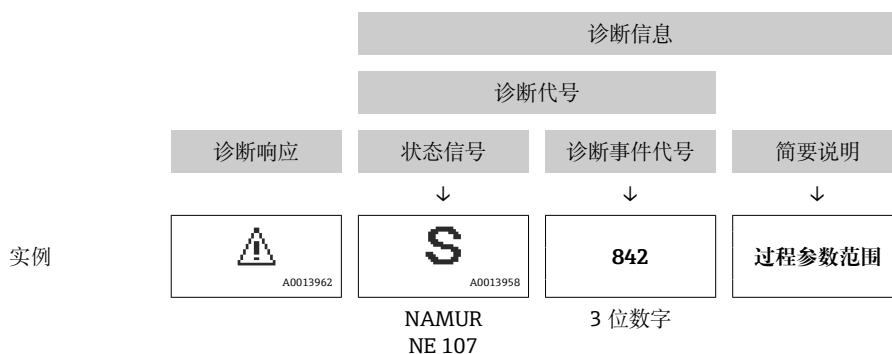 诊断信息
诊断代号
诊断响应 状态信号 诊断事件代号 简要说明
↓ ↓ ↓
实例 S 842 过程参数范围
A0013962 A0013958
NAMUR 3 位数字
NE 107